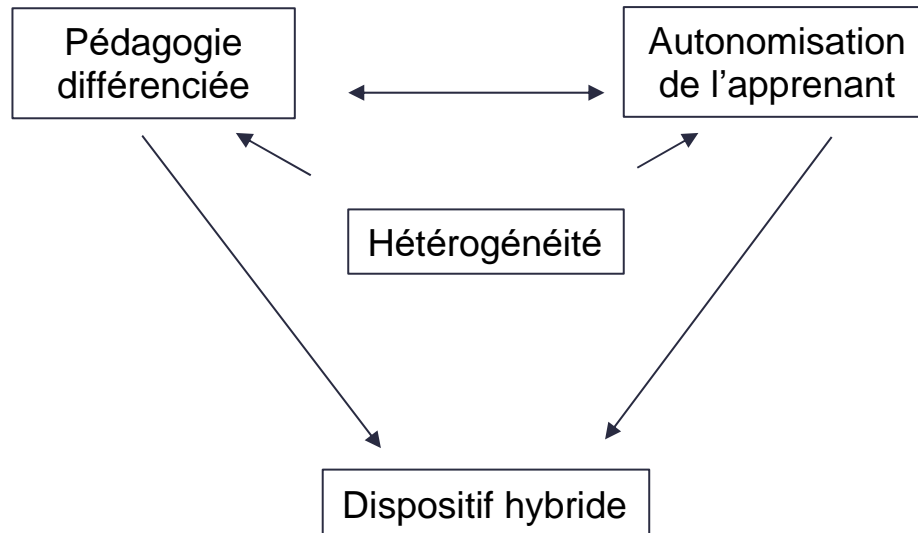 Pédagogie
différenciée
Autonomisation
de l’apprenant
Hétérogénéité
Dispositif hybride